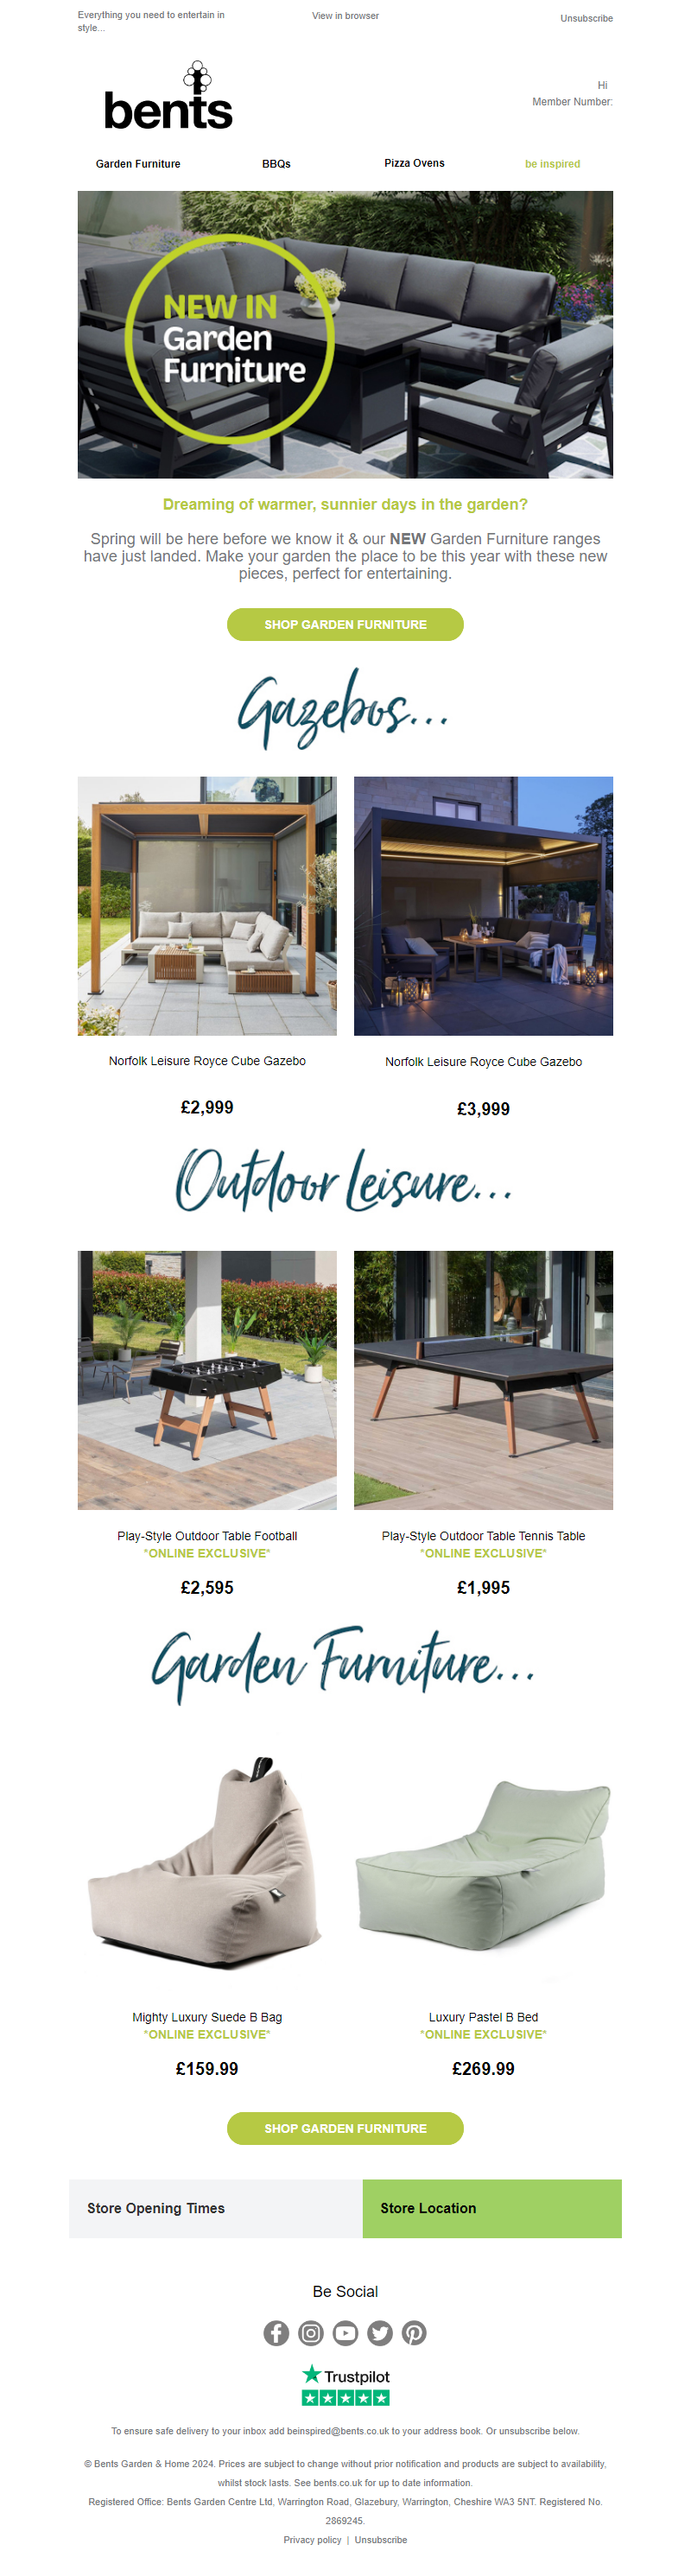 Everything you need to entertain in
style...
View in browser
Unsubscribe
bents
Hi
Member Number:
Garden Furniture
BBQs
Pizza Ovens
be inspired
NEW IN
Garden
Furniture
Dreaming of warmer, sunnier days in the garden?
Spring will be here before we know it & our NEW Garden Furniture ranges
have just landed. Make your garden the place to be this year with these new
pieces, perfect for entertaining.
SHOP GARDEN FURNITURE
Gazebos...
Norfolk Leisure Royce Cube Gazebo
£2,999
Norfolk Leisure Royce Cube Gazebo
£3,999
Outdoor Leisure...
Play-Style Outdoor Table Football
*ONLINE EXCLUSIVE*
£2,595
Play-Style Outdoor Table Tennis Table
*ONLINE EXCLUSIVE*
£1,995
Garden Furniture...
Mighty Luxury Suede B Bag
*ONLINE EXCLUSIVE*
£159.99
Luxury Pastel B Bed
*ONLINE EXCLUSIVE*
£269.99
SHOP GARDEN FURNITURE
Store Opening Times
Store Location
Be Social
Trustpilot
To ensure safe delivery to your inbox add beinspired@bents.co.uk to your address book. Or unsubscribe below.
© Bents Garden & Home 2024. Prices are subject to change without prior notification and products are subject to availability,
whilst stock lasts. See bents.co.uk for up to date information.
Registered Office: Bents Garden Centre Ltd, Warrington Road, Glazebury, Warrington, Cheshire WA3 5NT. Registered No.
2869245.
Privacy policy | Unsubscribe